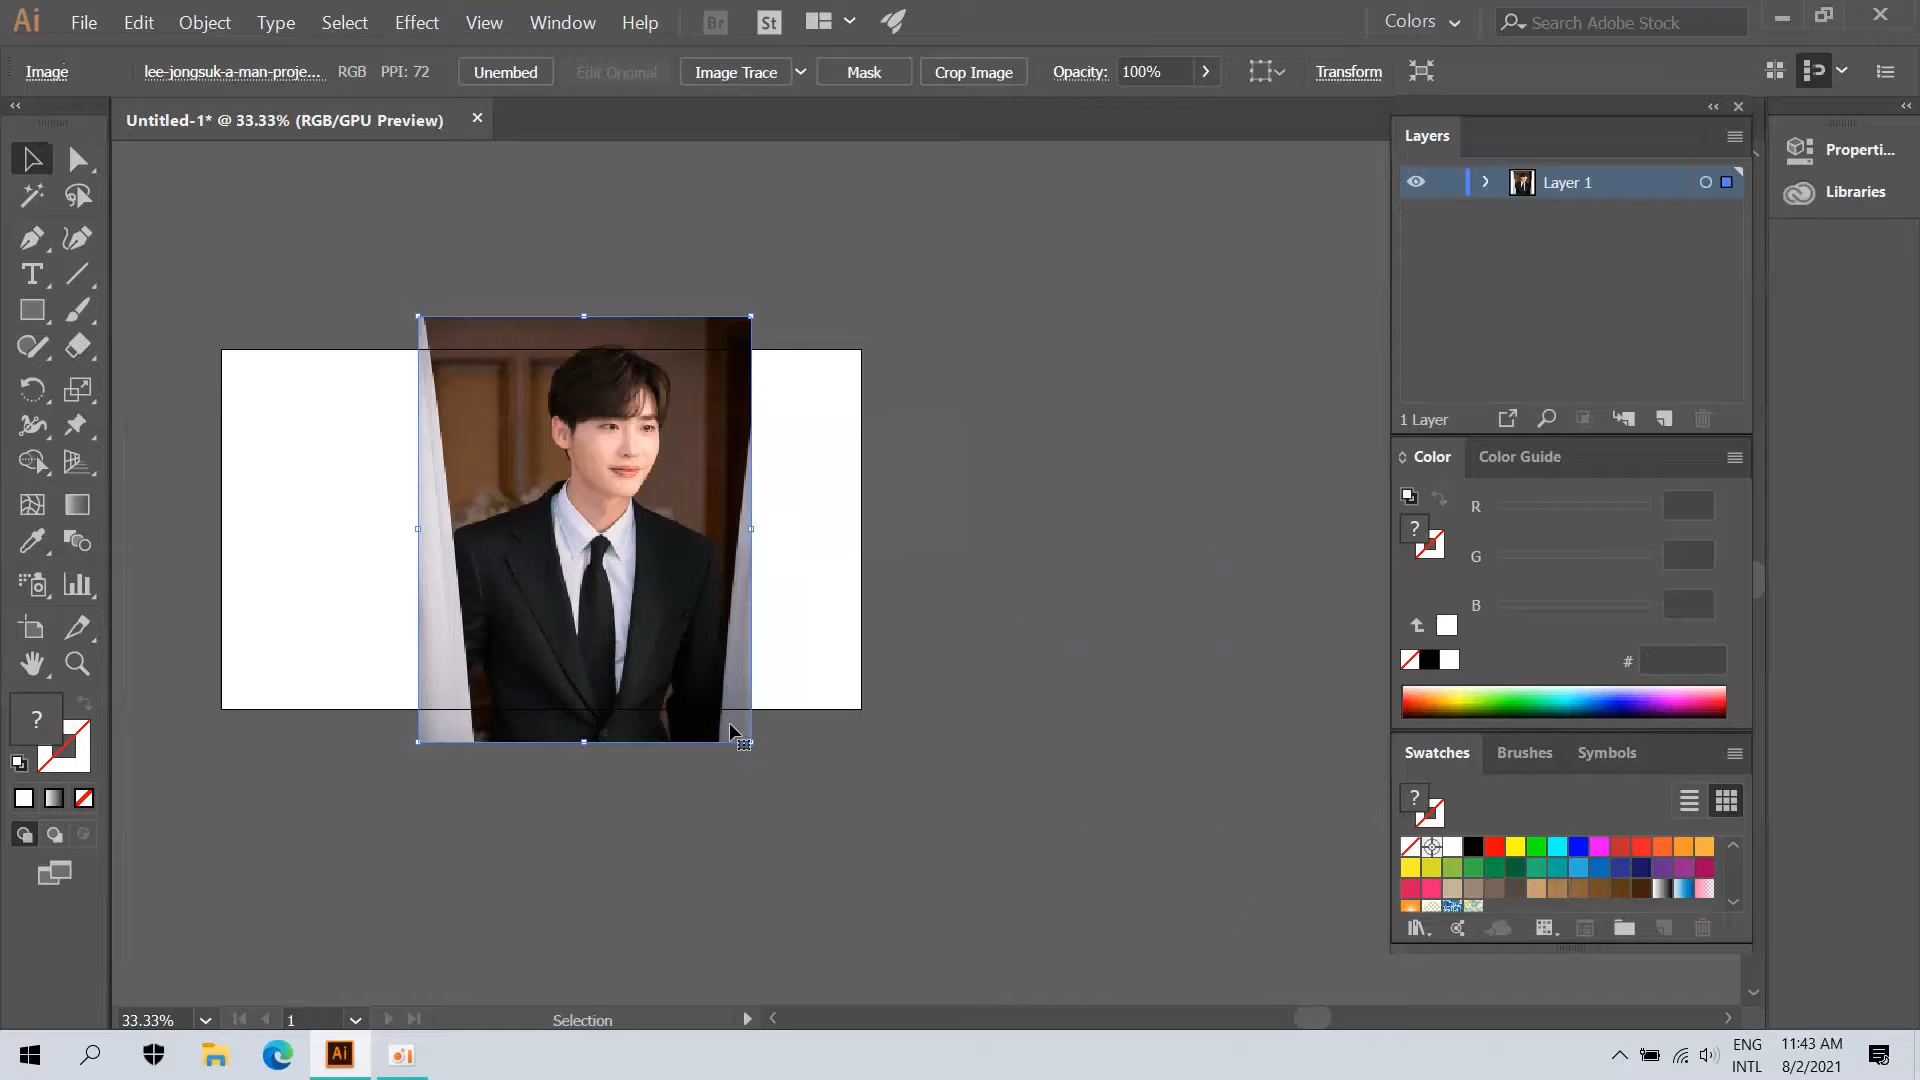 Ai File Edit Object Type Select Effect View Window Help Br St Colors Search Adobe Stock
Image lee-jongsuk-a-man-proje... RGB PPI: 72 Unembed Edit Original Image Trace Mask Crop Image Opacity: 100% Transform
Untitled-1* @ 33.33% (RGB/GPU Preview)
Layers
Properti...
Layer 1
Libraries
1 Layer
Color Color Guide
R
?
G
B
#
?
Swatches Brushes Symbols
?
33.33% 1 Selection
Ai
ENG
INTL
11:43 AM
8/2/2021